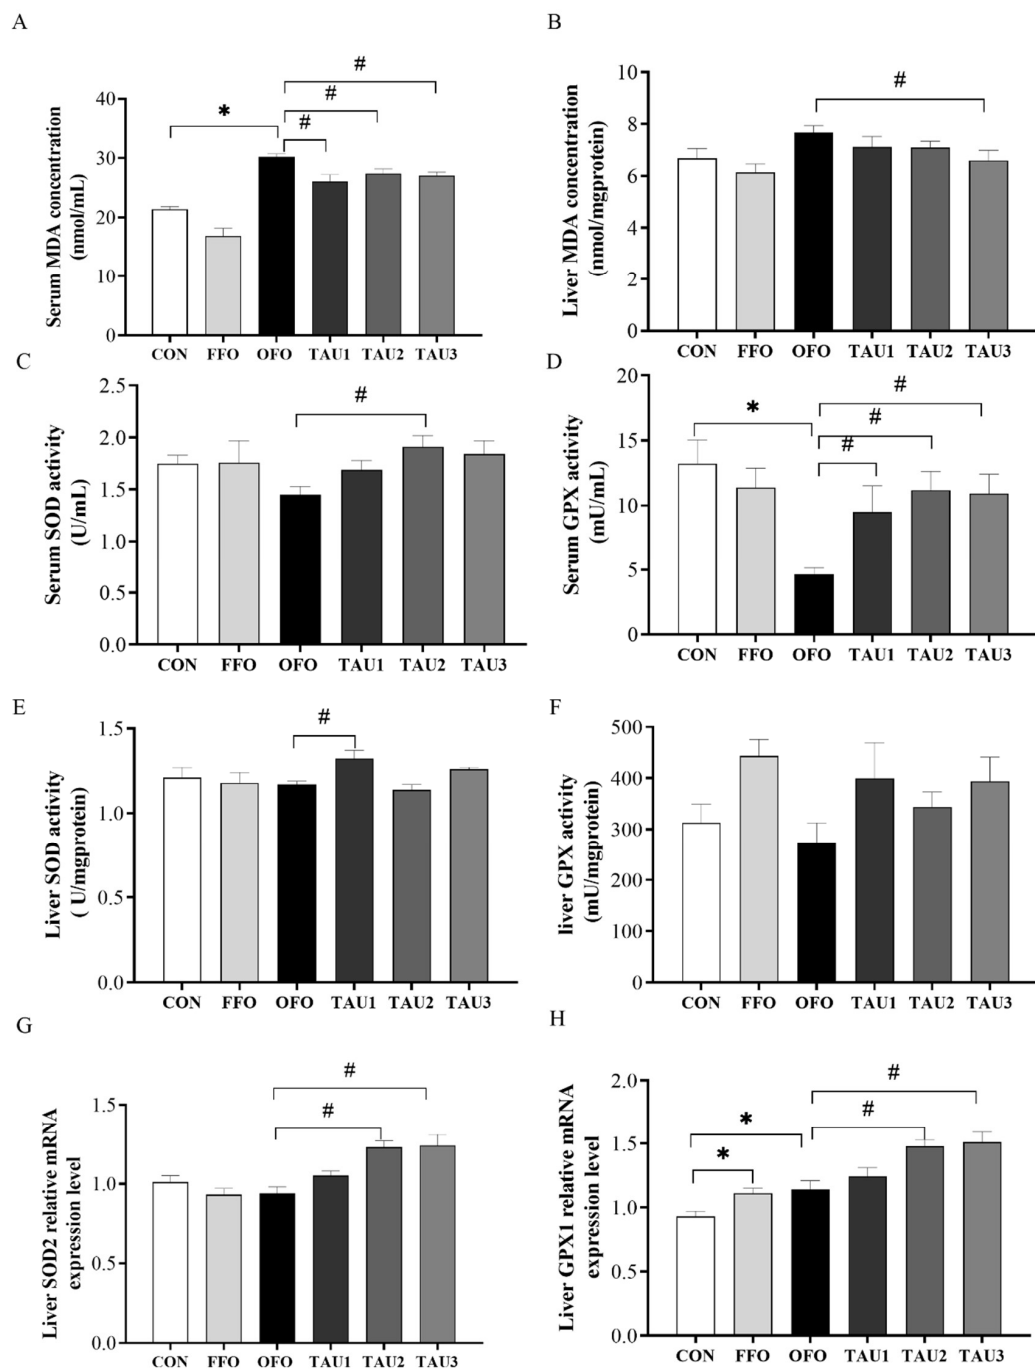 A
Serum MDA concentration
(nmol/mL)
40
30
20
10
0
*
#
#
#
CON FFO OFO TAU1 TAU2 TAU3
B
Liver MDA concentration
(nmol/mgprotein)
10
8
6
4
2
0
#
CON FFO OFO TAU1 TAU2 TAU3
C
Serum SOD activity
(U/mL)
2.5
2.0
1.5
1.0
0.5
0.0
#
CON FFO OFO TAU1 TAU2 TAU3
D
Serum GPX activity
(mU/mL)
20
15
10
5
0
*
#
#
#
CON FFO OFO TAU1 TAU2 TAU3
E
Liver SOD activity
( U/mgprotein)
1.5
1.0
0.5
0.0
#
CON FFO OFO TAU1 TAU2 TAU3
F
liver GPX activity
(mU/mgprotein)
500
400
300
200
100
0
CON FFO OFO TAU1 TAU2 TAU3
G
Liver SOD2 relative mRNA
expression level
1.5
1.0
0.5
0.0
#
#
CON FFO OFO TAU1 TAU2 TAU3
H
Liver GPX1 relative mRNA
expression level
2.0
1.5
1.0
0.5
0.0
*
*
#
#
CON FFO OFO TAU1 TAU2 TAU3